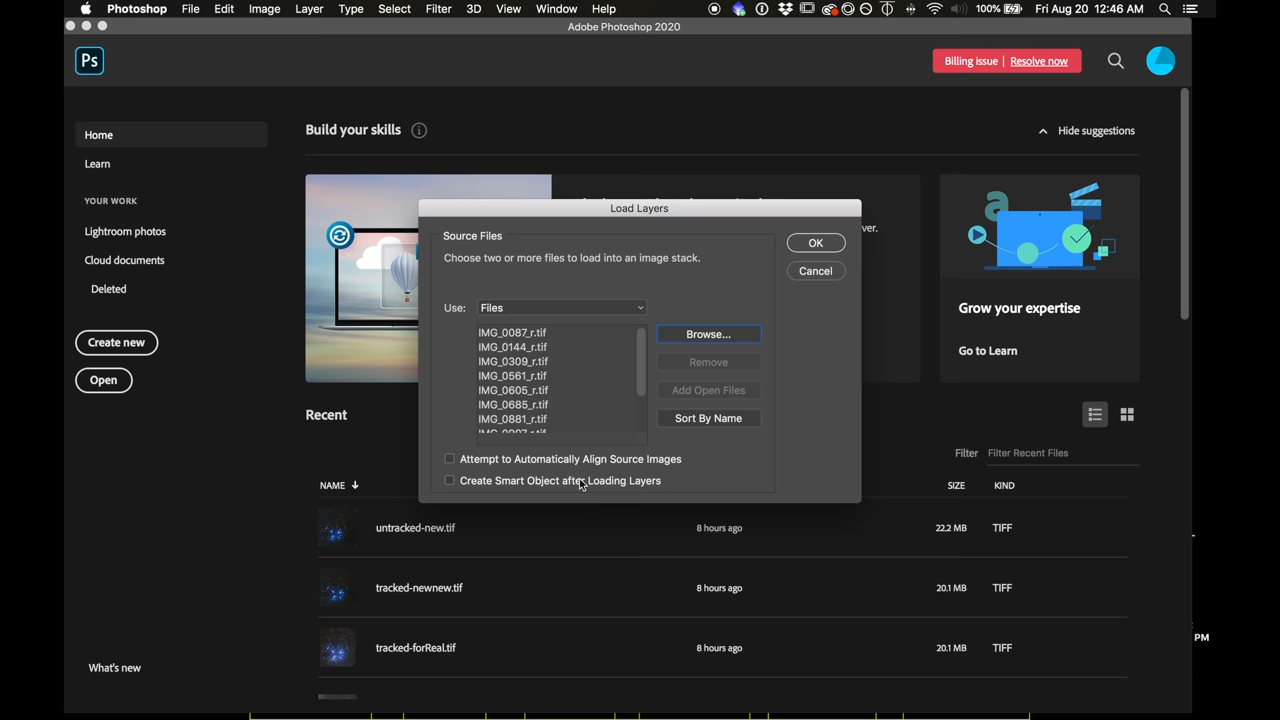 Photoshop File Edit Image Layer Type Select Filter 3D View Window Help 100% Fri Aug 20 12:46 AM
Adobe Photoshop 2020
Ps
Billing issue | Resolve now
Home
Learn
YOUR WORK
Lightroom photos
Cloud documents
Deleted
Create new
Open
What's new
Build your skills
Hide suggestions
ver.
Grow your expertise
Go to Learn
Load Layers
Source Files
Choose two or more files to load into an image stack.
OK
Cancel
Use: Files
IMG_0087_r.tif
IMG_0144_r.tif
IMG_0309_r.tif
IMG_0561_r.tif
IMG_0605_r.tif
IMG_0685_r.tif
IMG_0881_r.tif
Browse...
Remove
Add Open Files
Sort By Name
Attempt to Automatically Align Source Images
Create Smart Object after Loading Layers
Recent
Filter Filter Recent Files
NAME SIZE KIND
untracked-new.tif 8 hours ago 22.2 MB TIFF
tracked-newnew.tif 8 hours ago 20.1 MB TIFF
tracked-forReal.tif 8 hours ago 20.1 MB TIFF
PM